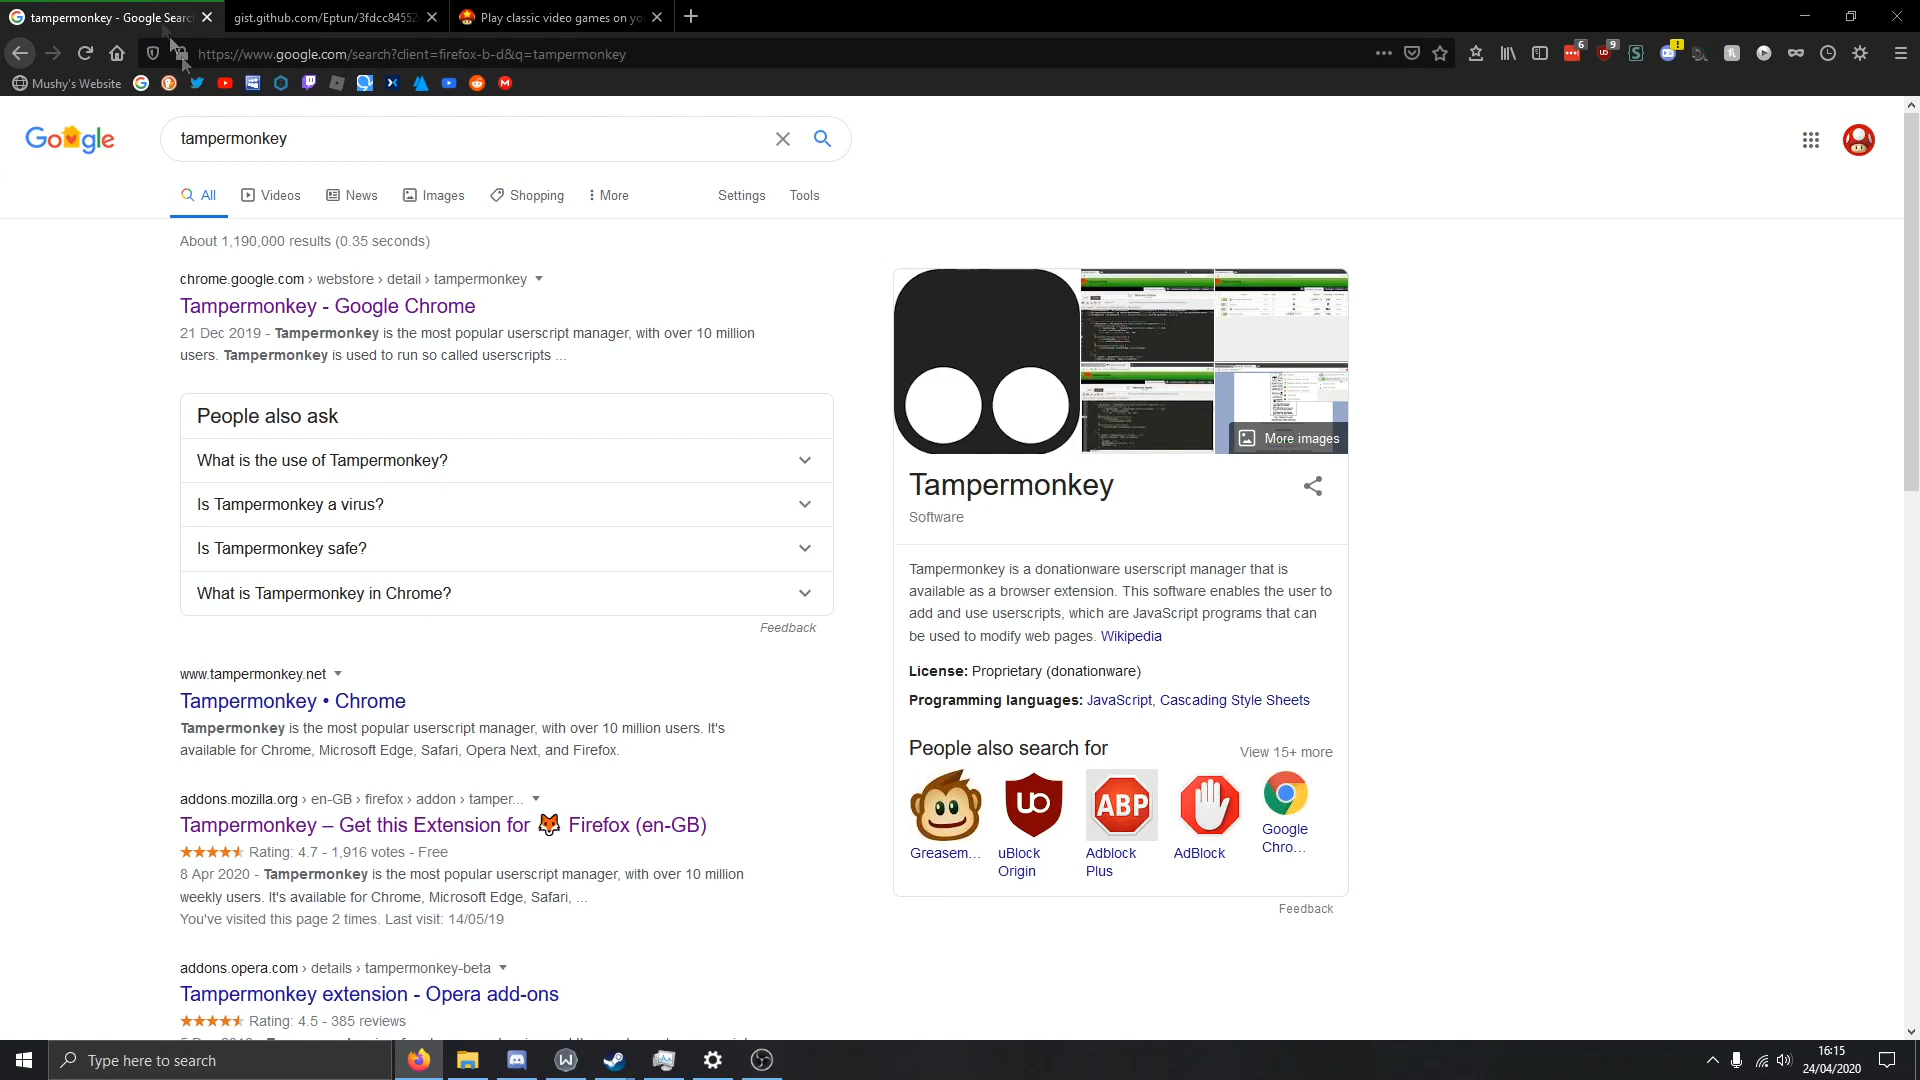 tampermonkey - Google Searc
gist.github.com/Eptun/3fdcc84552
Play classic video games on yo
https://www.google.com/search?client=firefox-b-d&q=tampermonkey
6
9
Mushy's Website
Google
tampermonkey
All
Videos
News
Images
Shopping
More
Settings
Tools
About 1,190,000 results (0.35 seconds)
chrome.google.com › webstore › detail › tampermonkey
Tampermonkey - Google Chrome
21 Dec 2019 - Tampermonkey is the most popular userscript manager, with over 10 million
users. Tampermonkey is used to run so called userscripts ...
People also ask
What is the use of Tampermonkey?
Is Tampermonkey a virus?
Is Tampermonkey safe?
What is Tampermonkey in Chrome?
Feedback
www.tampermonkey.net
Tampermonkey • Chrome
Tampermonkey is the most popular userscript manager, with over 10 million users. It's
available for Chrome, Microsoft Edge, Safari, Opera Next, and Firefox.
addons.mozilla.org › en-GB › firefox › addon › tamper...
Tampermonkey – Get this Extension for 🦊 Firefox (en-GB)
Rating: 4.7 - 1,916 votes - Free
8 Apr 2020 - Tampermonkey is the most popular userscript manager, with over 10 million
weekly users. It's available for Chrome, Microsoft Edge, Safari, ...
You've visited this page 2 times. Last visit: 14/05/19
addons.opera.com › details › tampermonkey-beta
Tampermonkey extension - Opera add-ons
Rating: 4.5 - 385 reviews
More images
Tampermonkey
Software
Tampermonkey is a donationware userscript manager that is
available as a browser extension. This software enables the user to
add and use userscripts, which are JavaScript programs that can
be used to modify web pages. Wikipedia
License: Proprietary (donationware)
Programming languages: JavaScript, Cascading Style Sheets
People also search for
View 15+ more
ABP
Greasem...
uBlock
Origin
Adblock
Plus
AdBlock
Google
Chro...
Feedback
Type here to search
16:15
24/04/2020